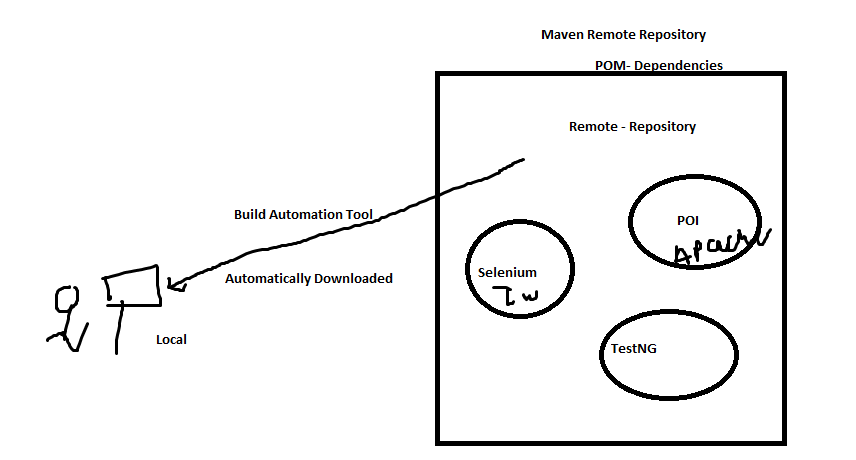 Maven Remote Repository
POM- Dependencies
Remote - Repository
Build Automation Tool
POI
Apache
Selenium
Automatically Downloaded
Local
TestNG